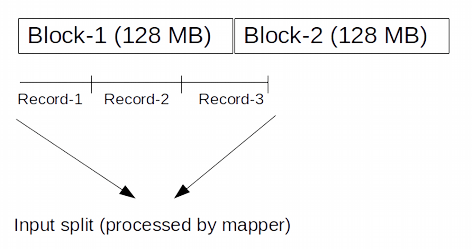 Block-1 (128 MB) Block-2 (128 MB)
Record-1 Record-2 Record-3
Input split (processed by mapper)